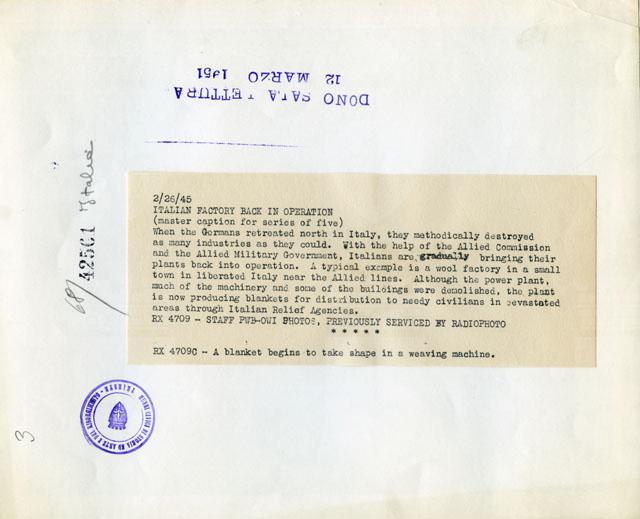 DONO SALA LETTURA
12 MARZO 1951
Italia
42501
2/26/45
ITALIAN FACTORY BACK IN OPERATION
(master caption for series of five)
When the Germans retreated north in Italy, they methodically destroyed
as many industries as they could. With the help of the Allied Commission
and the Allied Military Government, Italians are gradually bringing their
plants back into operation. A typical example is a wool factory in a small
town in liberated Italy near the Allied lines. Although the power plant,
much of the machinery and some of the buildings were demolished, the plant
is now producing blankets for distribution to needy civilians in devastated
areas through Italian Relief Agencies.
RX 4709 - STAFF PWB-OWI PHOTOS, PREVIOUSLY SERVICED BY RADIOPHOTO
* * * * *
RX 4709C - A blanket begins to take shape in a weaving machine.
3